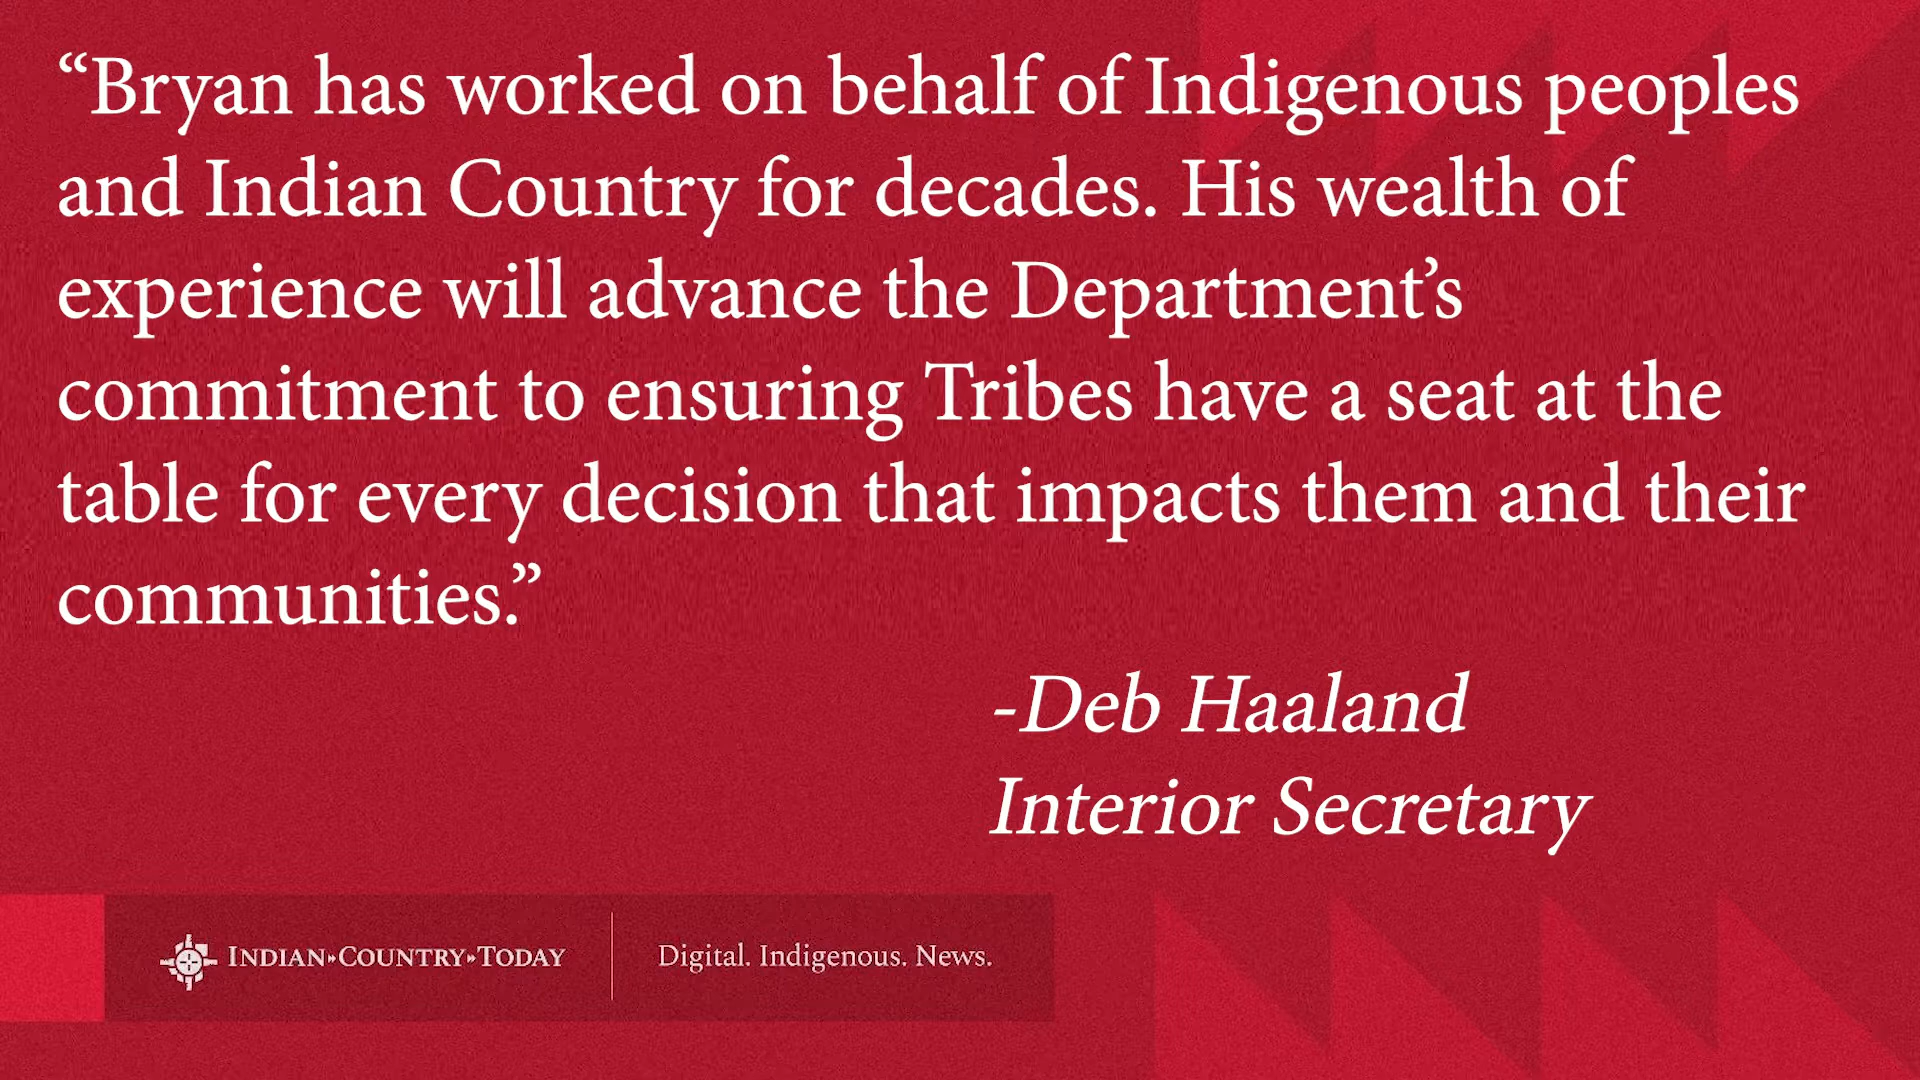 “Bryan has worked on behalf of Indigenous peoples
and Indian Country for decades. His wealth of
experience will advance the Department’s
commitment to ensuring Tribes have a seat at the
table for every decision that impacts them and their
communities.”
-Deb Haaland
Interior Secretary
INDIAN▸COUNTRY▸TODAY
Digital. Indigenous. News.